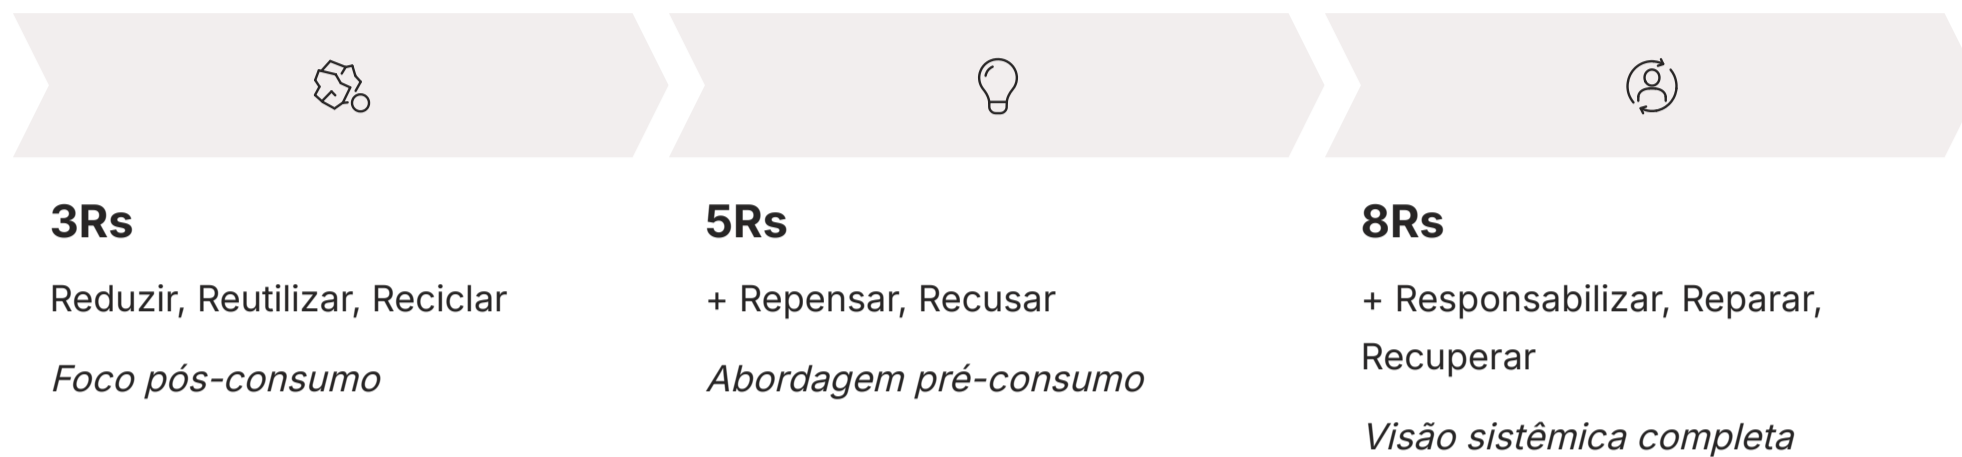 3Rs
Reduzir, Reutilizar, Reciclar
Foco pós-consumo
5Rs
+ Repensar, Recusar
Abordagem pré-consumo
8Rs
+ Responsabilizar, Reparar,
Recuperar
Visão sistêmica completa